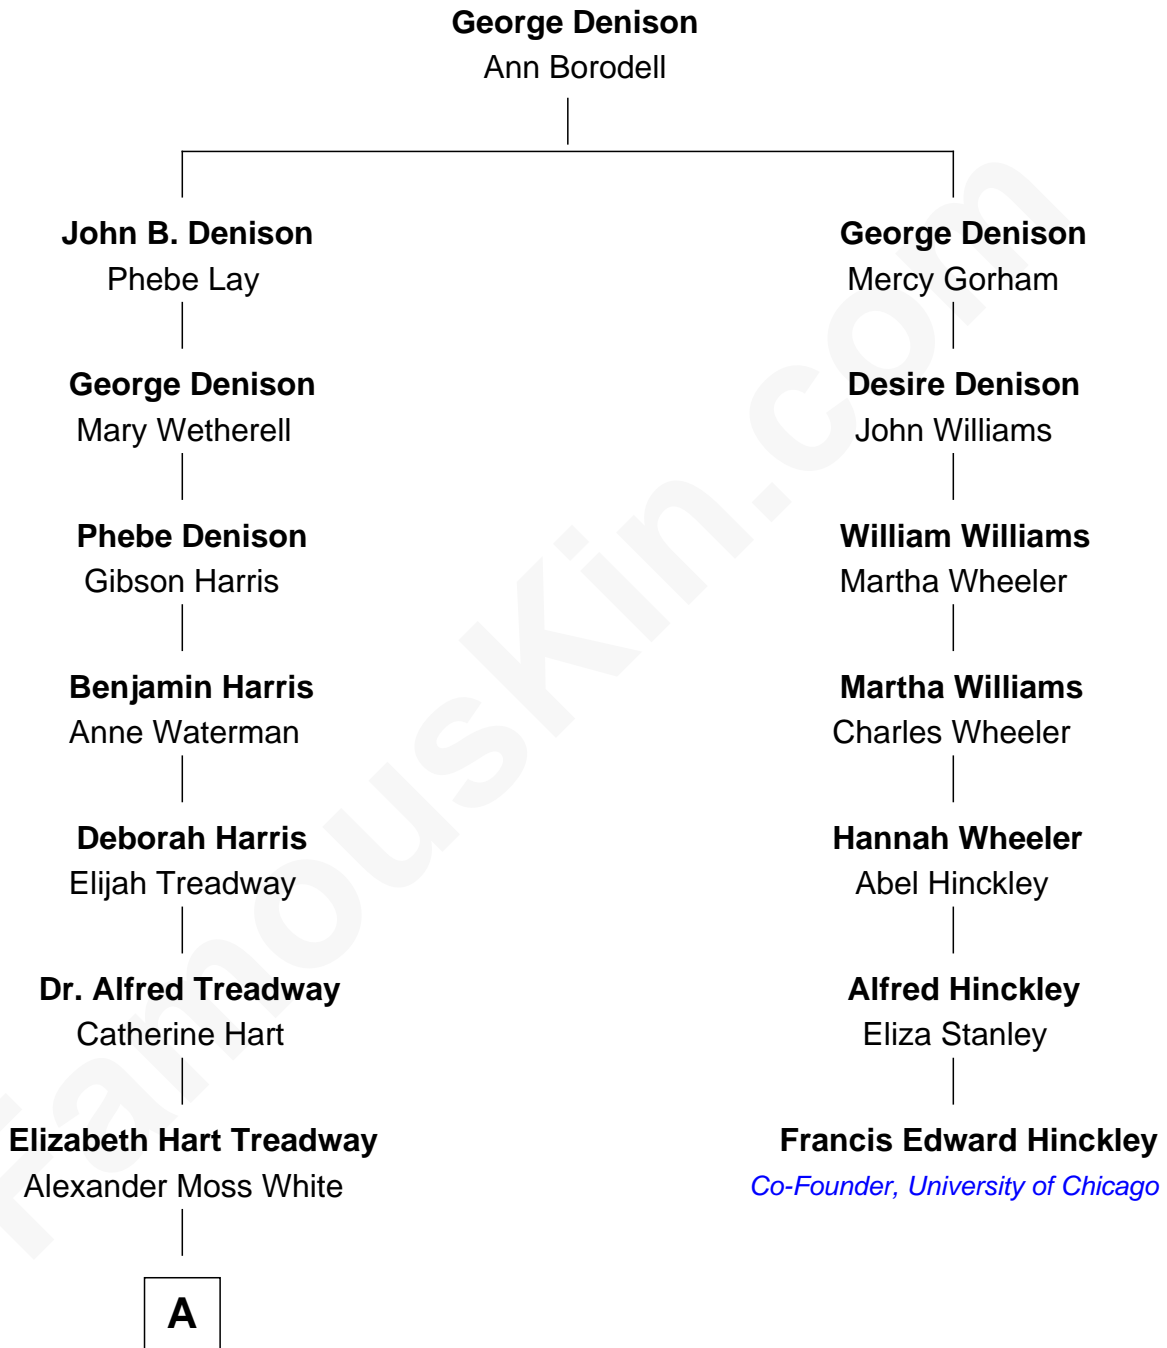 George Denison
Ann Borodell
John B. Denison
Phebe Lay
George Denison
Mercy Gorham
George Denison
Mary Wetherell
Desire Denison
John Williams
Phebe Denison
Gibson Harris
William Williams
Martha Wheeler
Benjamin Harris
Anne Waterman
Martha Williams
Charles Wheeler
Deborah Harris
Elijah Treadway
Hannah Wheeler
Abel Hinckley
Dr. Alfred Treadway
Catherine Hart
Alfred Hinckley
Eliza Stanley
Elizabeth Hart Treadway
Alexander Moss White
Francis Edward Hinckley
Co-Founder, University of Chicago
A
FamousKin.com